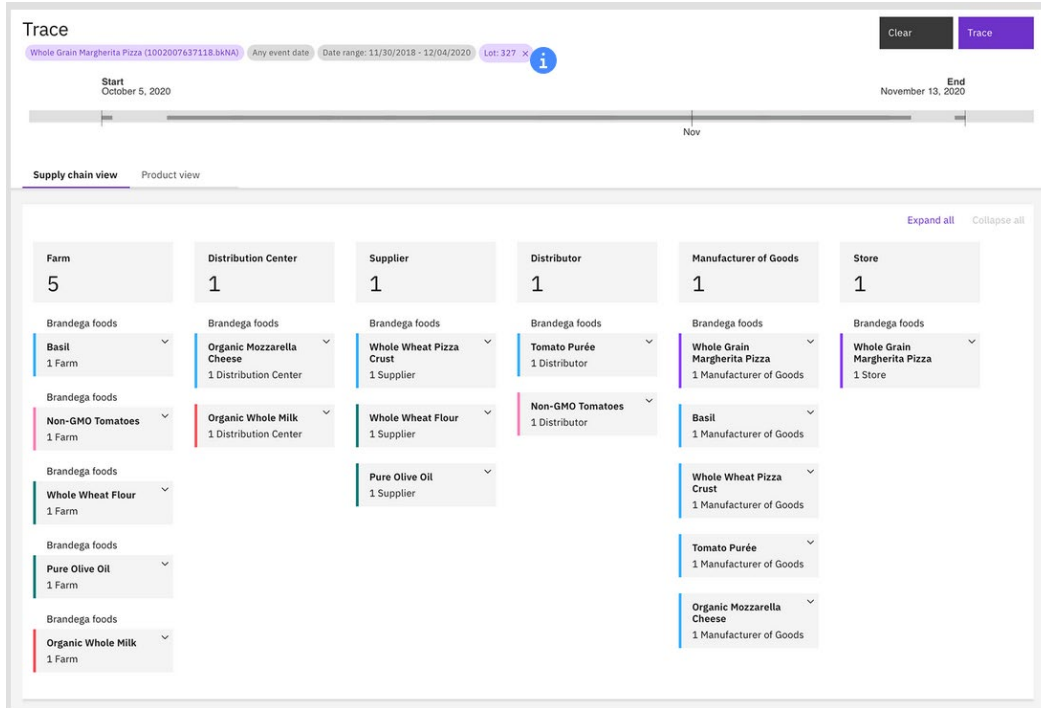 Trace
Clear
Trace
Whole Grain Margherita Pizza (1002007637118.bkNA) Any event date Date range: 11/30/2018 - 12/04/2020 Lot: 327 × i
Start
October 5, 2020
End
November 13, 2020
Nov
Supply chain view Product view
Expand all Collapse all
Farm
5
Brandega foods
Basil
1 Farm
Brandega foods
Non-GMO Tomatoes
1 Farm
Brandega foods
Whole Wheat Flour
1 Farm
Brandega foods
Pure Olive Oil
1 Farm
Brandega foods
Organic Whole Milk
1 Farm
Distribution Center
1
Brandega foods
Organic Mozzarella
Cheese
1 Distribution Center
Organic Whole Milk
1 Distribution Center
Supplier
1
Brandega foods
Whole Wheat Pizza
Crust
1 Supplier
Whole Wheat Flour
1 Supplier
Pure Olive Oil
1 Supplier
Distributor
1
Brandega foods
Tomato Purée
1 Distributor
Non-GMO Tomatoes
1 Distributor
Manufacturer of Goods
1
Brandega foods
Whole Grain
Margherita Pizza
1 Manufacturer of Goods
Basil
1 Manufacturer of Goods
Whole Wheat Pizza
Crust
1 Manufacturer of Goods
Tomato Purée
1 Manufacturer of Goods
Organic Mozzarella
Cheese
1 Manufacturer of Goods
Store
1
Brandega foods
Whole Grain
Margherita Pizza
1 Store